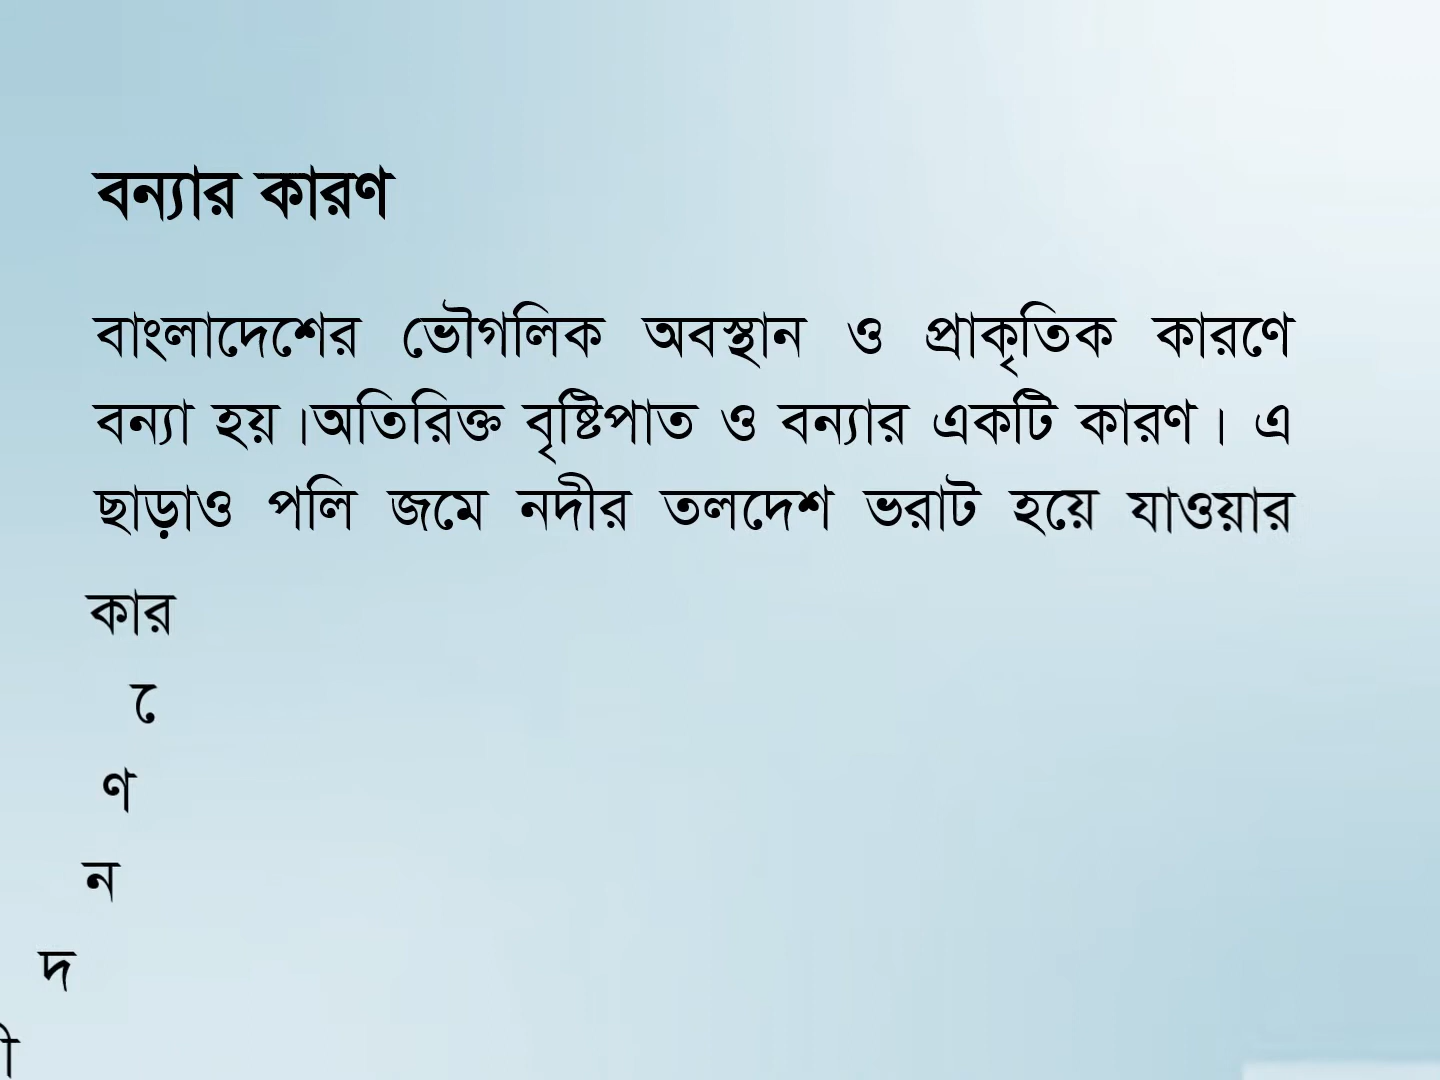 বন্যার কারণ
বাংলাদেশের ভৌগলিক অবস্থান ও প্রাকৃতিক কারণে
বন্যা হয়।অতিরিক্ত বৃষ্টিপাত ও বন্যার একটি কারণ। এ
ছাড়াও পলি জমে নদীর তলদেশ ভরাট হয়ে যাওয়ার
কার
ে
ণ
ন
দ
ী